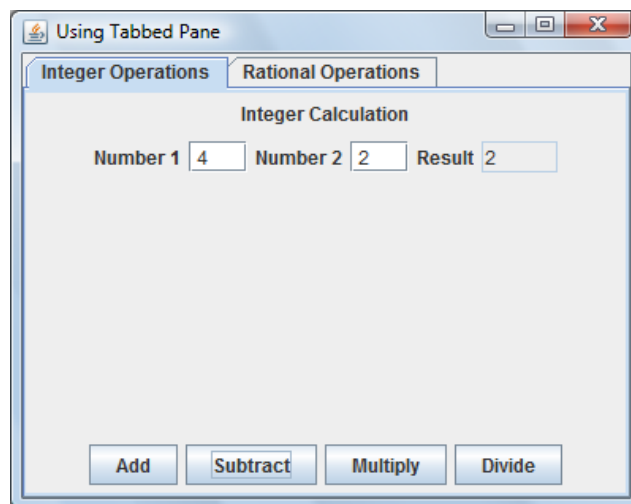 Using Tabbed Pane
Integer Operations Rational Operations
Integer Calculation
Number 1 4 Number 2 2 Result 2
Add Subtract Multiply Divide